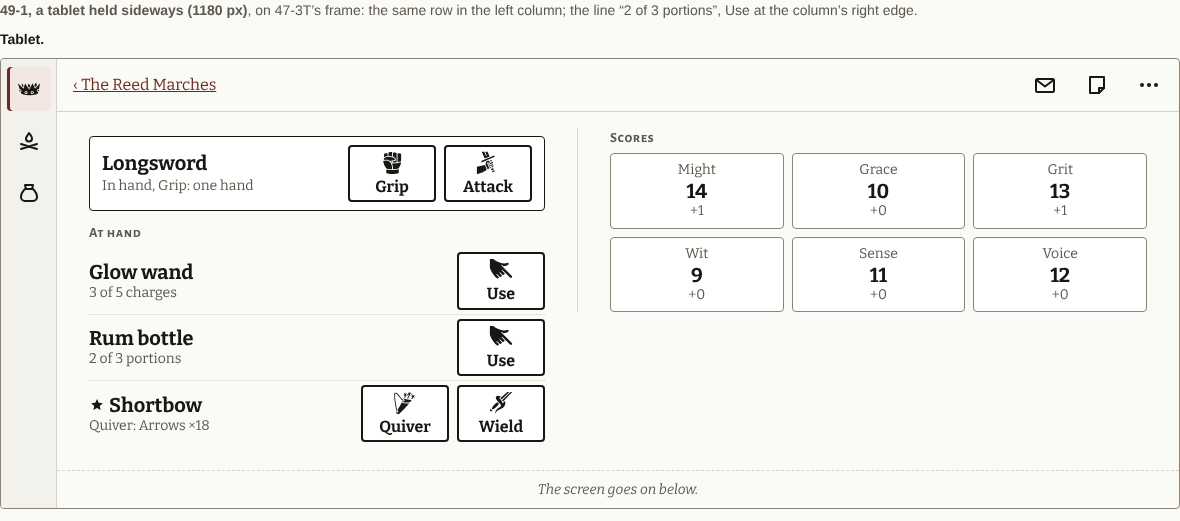 49-1, a tablet held sideways (1180 px), on 47-3T's frame: the same row in the left column; the line “2 of 3 portions”, Use at the column's right edge.
Tablet.
‹ The Reed Marches
Longsword
In hand, Grip: one hand
Grip
Attack
At hand
Glow wand
3 of 5 charges
Use
Rum bottle
2 of 3 portions
Use
Shortbow
Quiver: Arrows ×18
Quiver
Wield
Scores
Might
14
+1
Grace
10
+0
Grit
13
+1
Wit
9
+0
Sense
11
+0
Voice
12
+0
The screen goes on below.